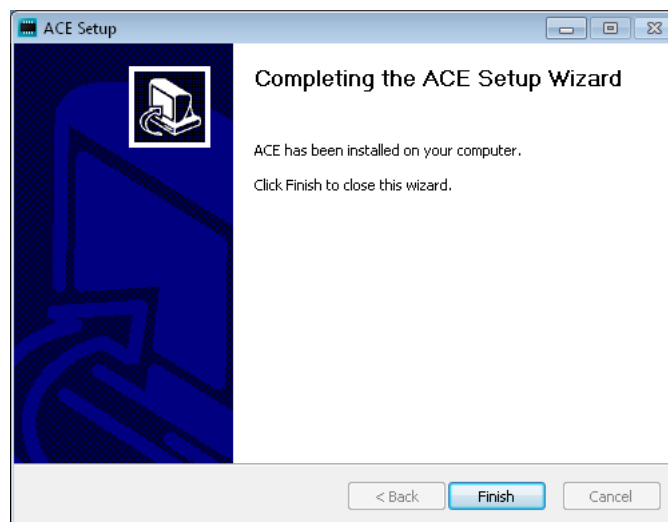 ACE Setup
Completing the ACE Setup Wizard
ACE has been installed on your computer.
Click Finish to close this wizard.
< Back
Finish
Cancel